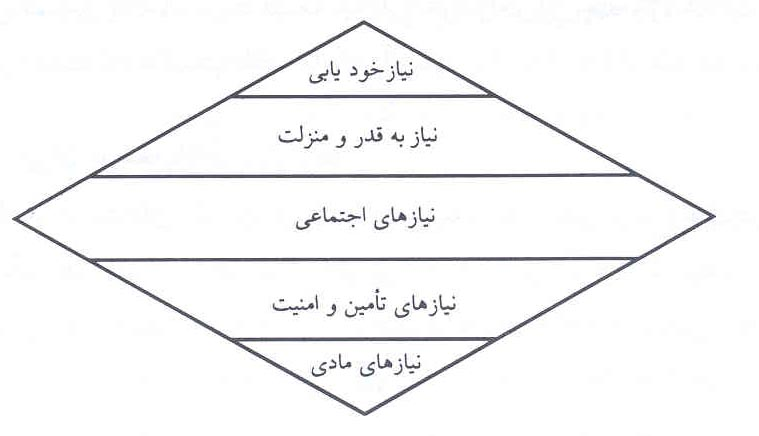 نیازخود یابی
نیاز به قدر و منزلت
نیازهای اجتماعی
نیازهای تأمین و امنیت
نیازهای مادی